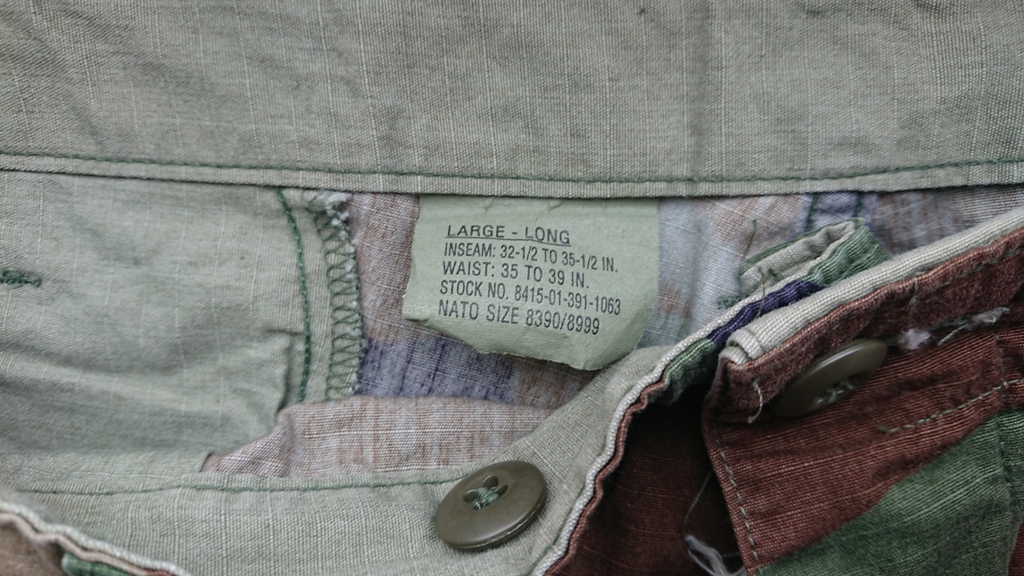 LARGE - LONG
INSEAM: 32-1/2 TO 35-1/2 IN.
WAIST: 35 TO 39 IN.
STOCK NO. 8415-01-391-1063
NATO SIZE 8390/8999